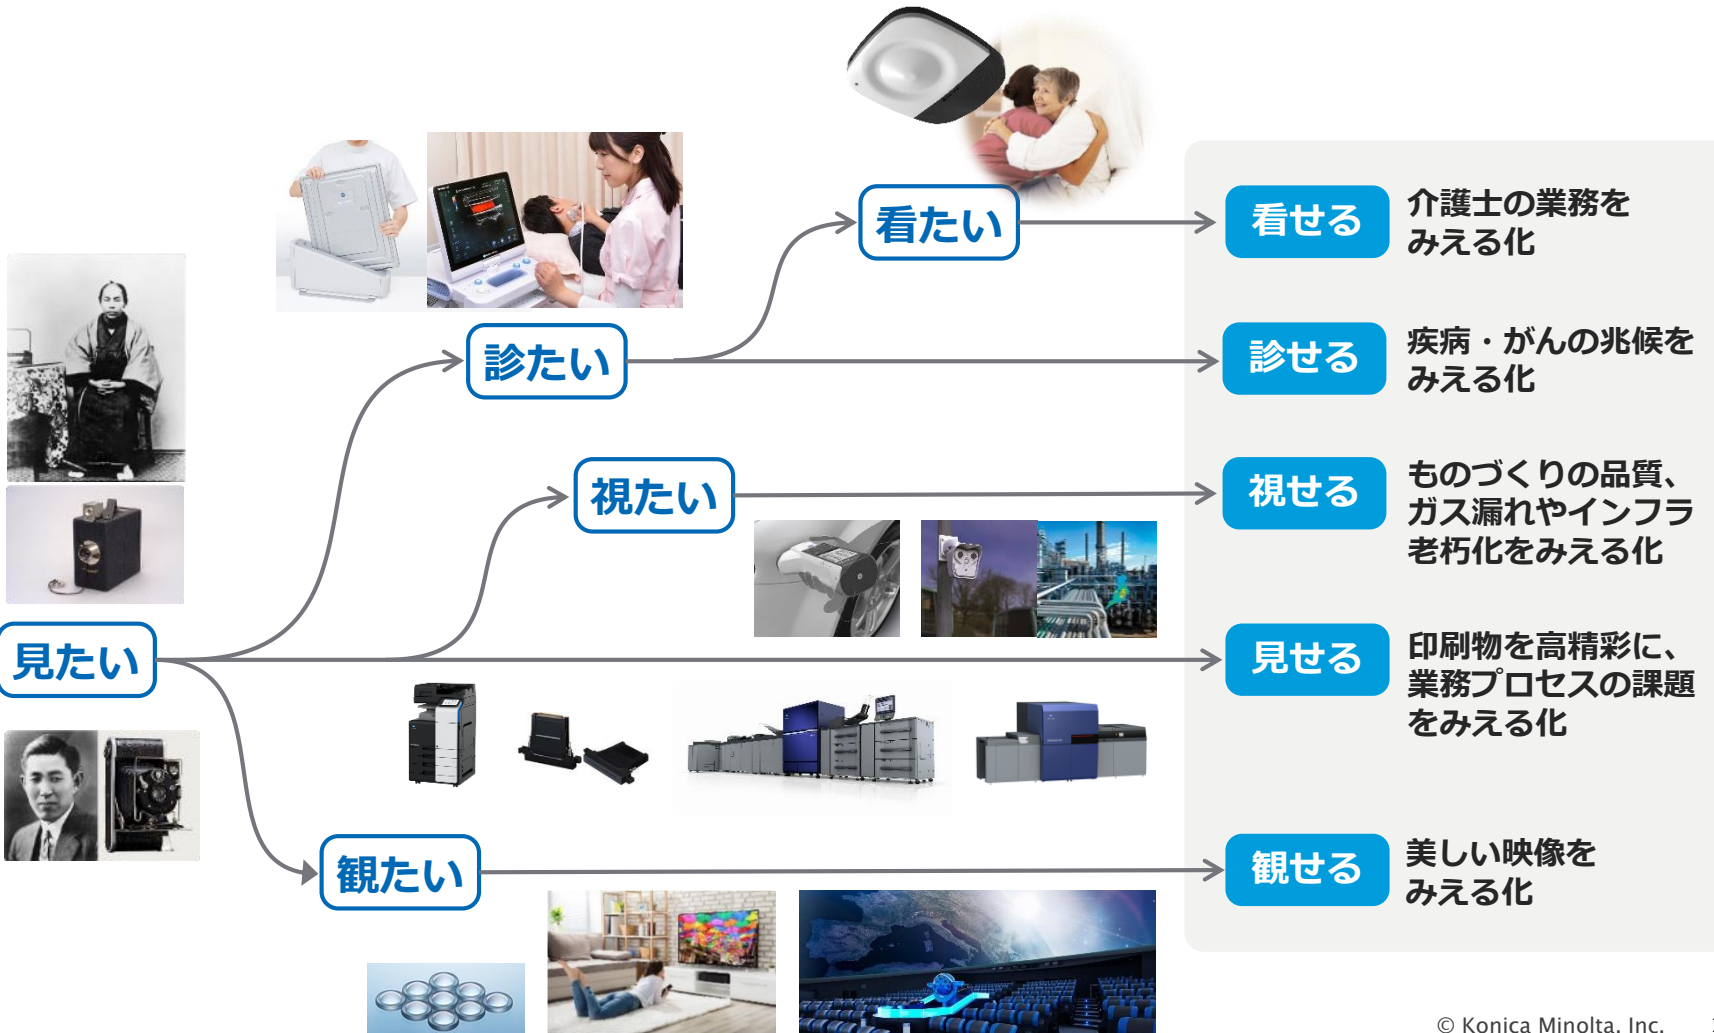 看たい
看せる
介護士の業務を
みえる化
診たい
診せる
疾病・がんの兆候を
みえる化
視たい
視せる
ものづくりの品質、
ガス漏れやインフラ
老朽化をみえる化
見たい
見せる
印刷物を高精彩に、
業務プロセスの課題
をみえる化
観たい
観せる
美しい映像を
みえる化
© Konica Minolta, Inc.